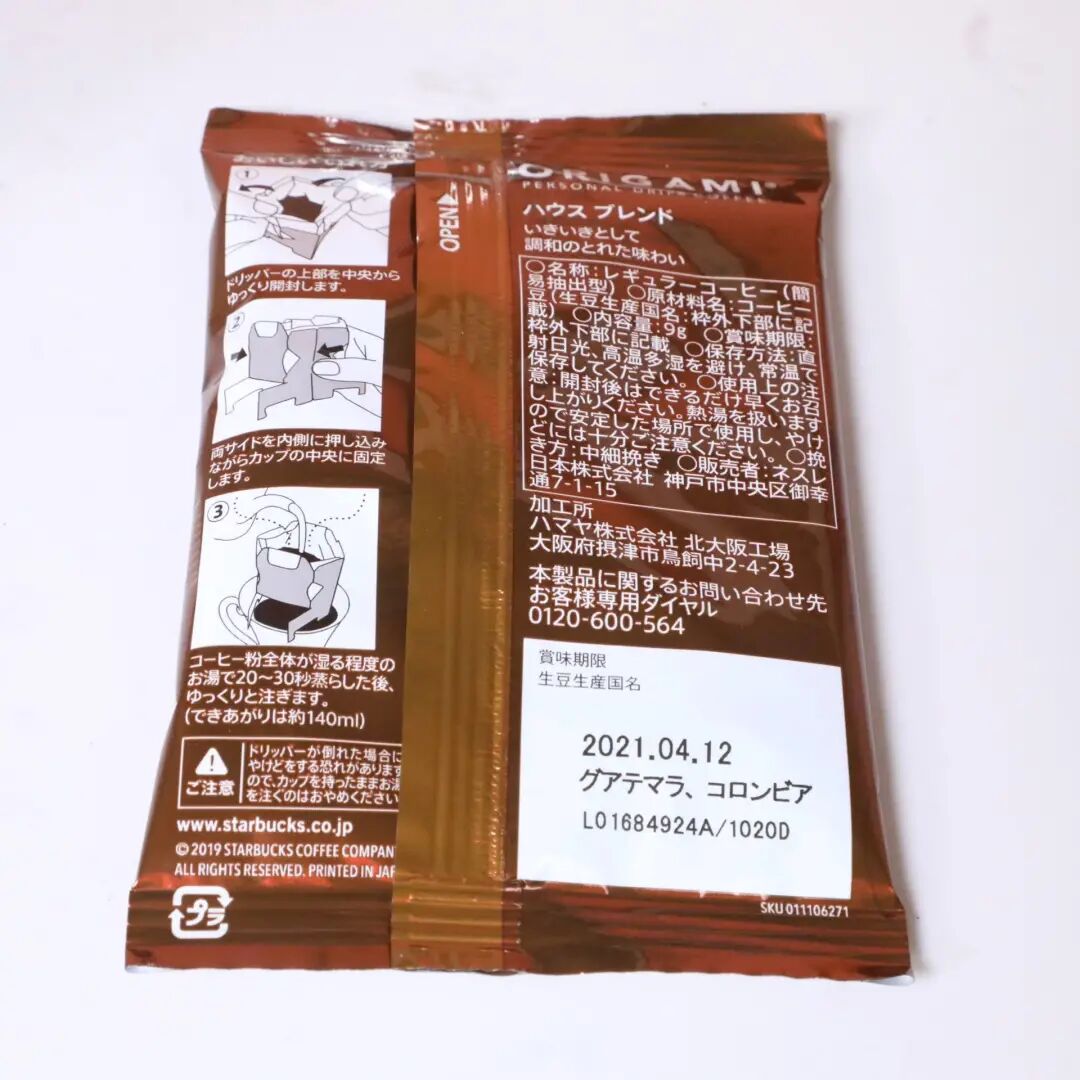 おいしいいれかた
1
ドリッパーの上部を中央から
ゆっくり開封します。
2
両サイドを内側に押し込み
ながらカップの中央に固定
します。
3
コーヒー粉全体が湿る程度の
お湯で20〜30秒蒸らした後、
ゆっくりと注ぎます。
(できあがりは約140ml)
ご注意
ドリッパーが倒れた場合に
やけどをする恐れがあります
ので、カップを持ったままお湯
を注ぐのはおやめください
www.starbucks.co.jp
© 2019 STARBUCKS COFFEE COMPAN
ALL RIGHTS RESERVED. PRINTED IN JAP
プラ
OPEN
ORIGAMI®
PERSONAL DRIP® COFFEE
ハウス ブレンド
いきいきとして
調和のとれた味わい
○名称:レギュラーコーヒー(簡
易抽出型) ○原材料名:コーヒー
豆(生豆生産国名:枠外下部に記
載) ○内容量:9g ○賞味期限:
枠外下部に記載 ○保存方法:直
射日光、高温多湿を避け、常温で
保存してください。○使用上の注
意:開封後はできるだけ早くお召
し上がりください。熱湯を扱います
ので安定した場所で使用し、やけ
どには十分ご注意ください。○挽
き方:中細挽き ○販売者:ネスレ
日本株式会社 神戸市中央区御幸
通7-1-15
加工所
ハマヤ株式会社 北大阪工場
大阪府摂津市鳥飼中2-4-23
本製品に関するお問い合わせ先
お客様専用ダイヤル
0120-600-564
賞味期限
生豆生産国名
2021.04.12
グアテマラ、コロンビア
L01684924A/1020D
SKU 011106271